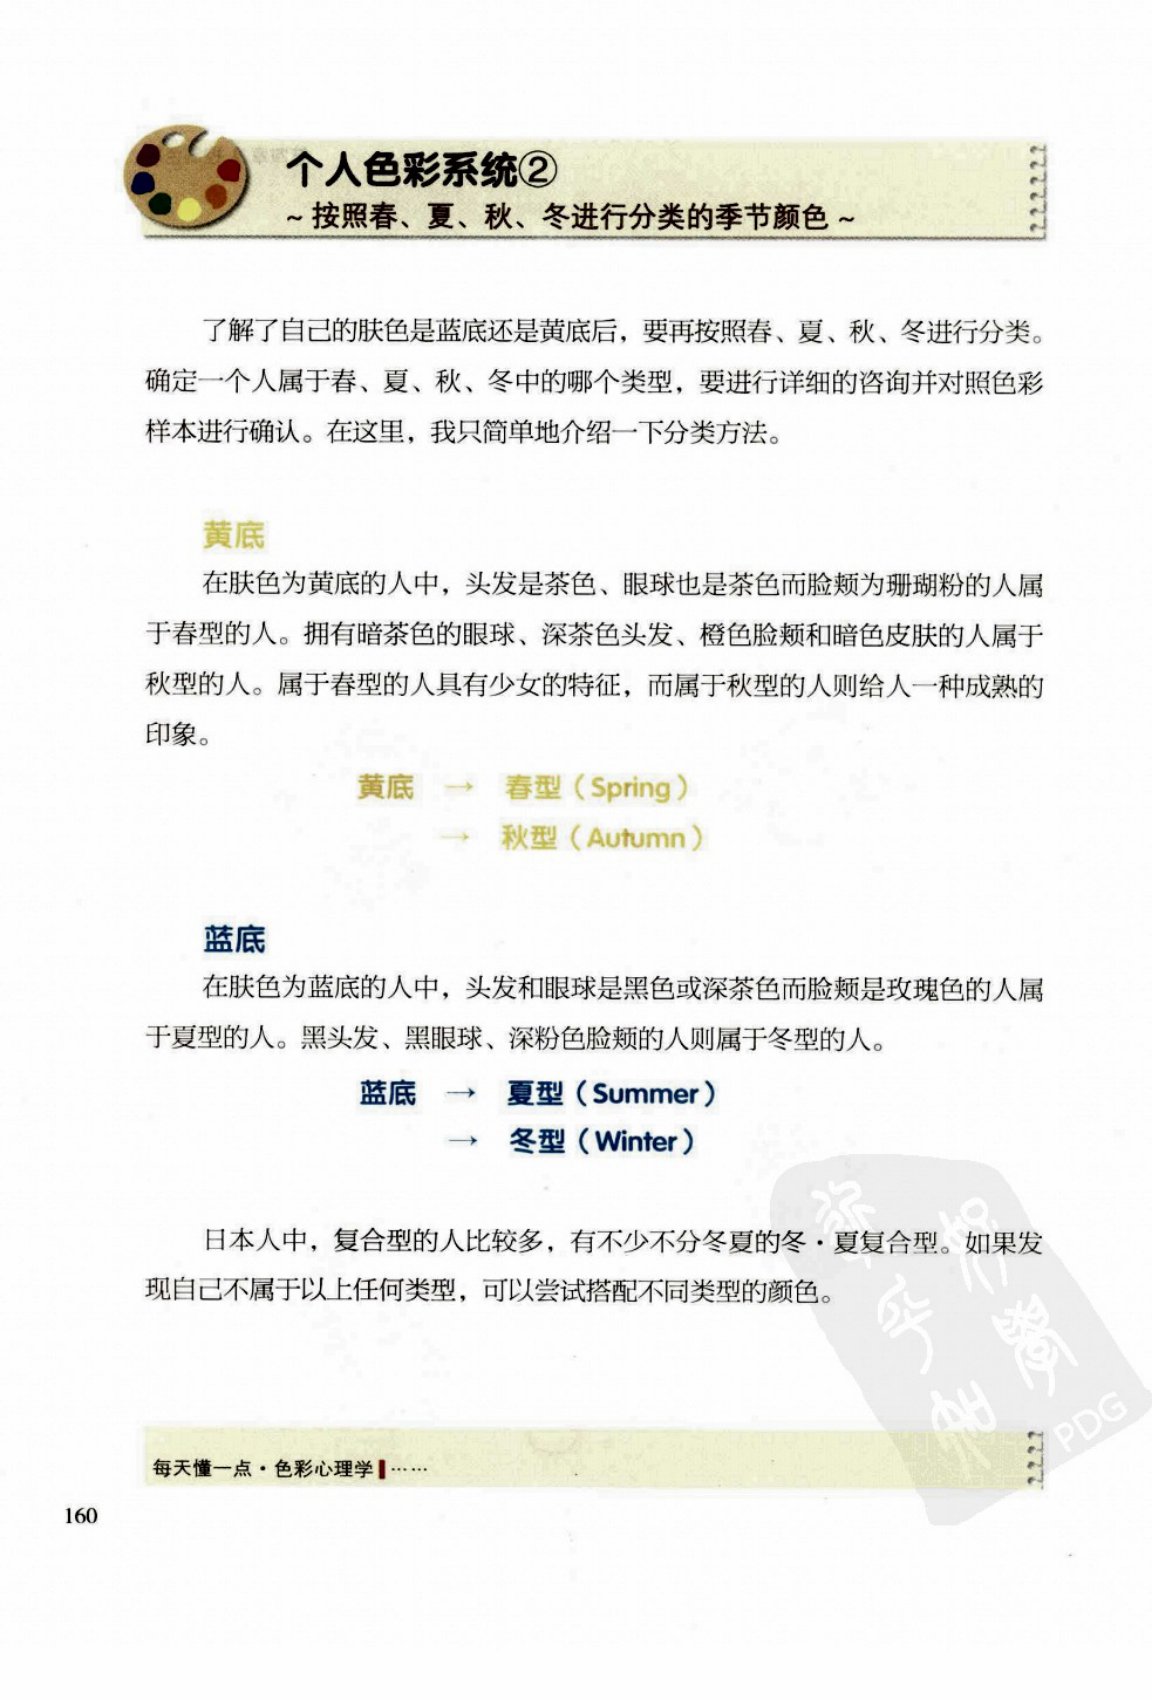 个人色彩系统②
~按照春、夏、秋、冬进行分类的季节颜色~
了解了自己的肤色是蓝底还是黄底后，要再按照春、夏、秋、冬进行分类。
确定一个人属于春、夏、秋、冬中的哪个类型，要进行详细的咨询并对照色彩
样本进行确认。在这里，我只简单地介绍一下分类方法。
黄底
在肤色为黄底的人中，头发是茶色、眼球也是茶色而脸颊为珊瑚粉的人属
于春型的人。拥有暗茶色的眼球、深茶色头发、橙色脸颊和暗色皮肤的人属于
秋型的人。属于春型的人具有少女的特征，而属于秋型的人则给人一种成熟的
印象。
黄底 → 春型（Spring）
→ 秋型（Autumn）
蓝底
在肤色为蓝底的人中，头发和眼球是黑色或深茶色而脸颊是玫瑰色的人属
于夏型的人。黑头发、黑眼球、深粉色脸颊的人则属于冬型的人。
蓝底 → 夏型（Summer）
→ 冬型（Winter）
日本人中，复合型的人比较多，有不少不分冬夏的冬·夏复合型。如果发
现自己不属于以上任何类型，可以尝试搭配不同类型的颜色。
PDG
每天懂一点·色彩心理学 ……
160